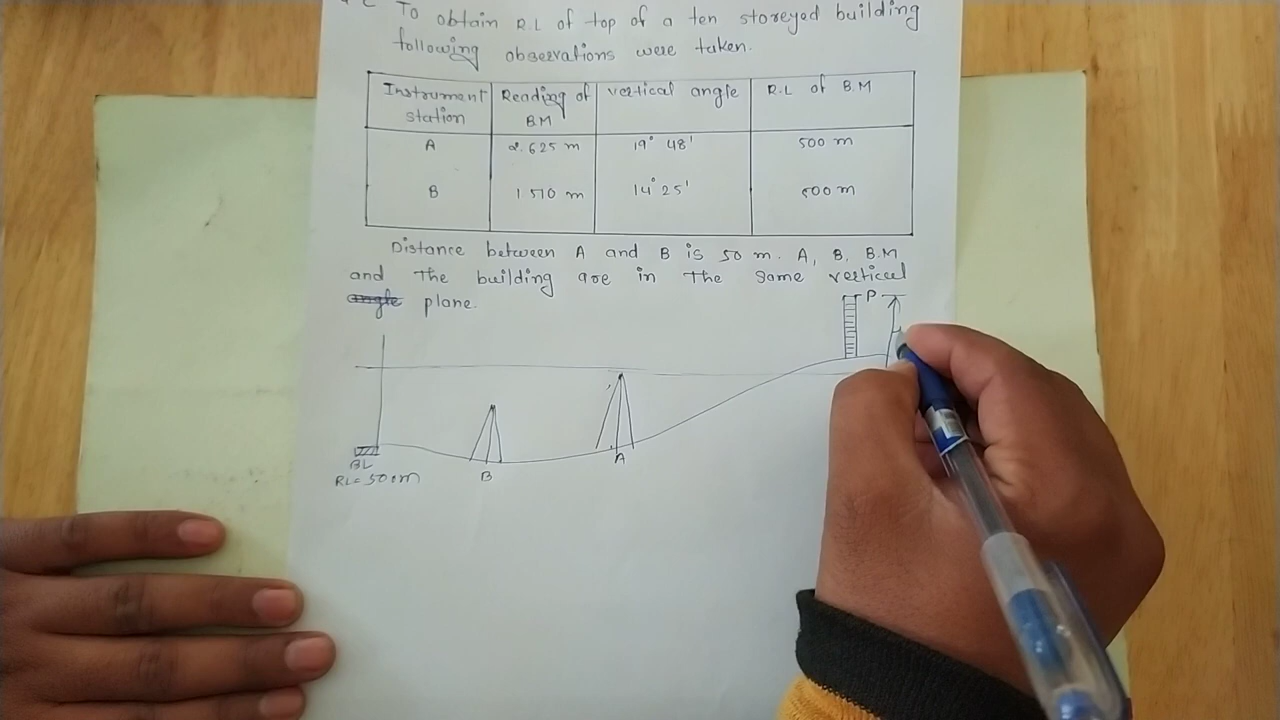 To obtain R.L of top of a ten storeyed building
following observations were taken.
Instrument station Reading of B.M vertical angle R.L of B.M
A 2.625 m 19° 48' 500 m
B 1.510 m 14° 25' 500 m
Distance between A and B is 50 m. A, B, B.M
and the building are in the same vertical
plane.
P
A
B
BL
RL= 500m